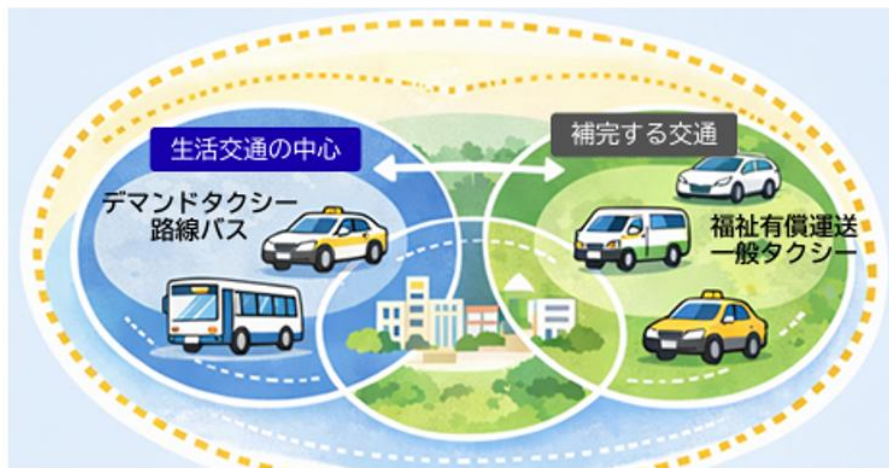 生活交通の中心
補完する交通
デマンドタクシー
路線バス
福祉有償運送
一般タクシー